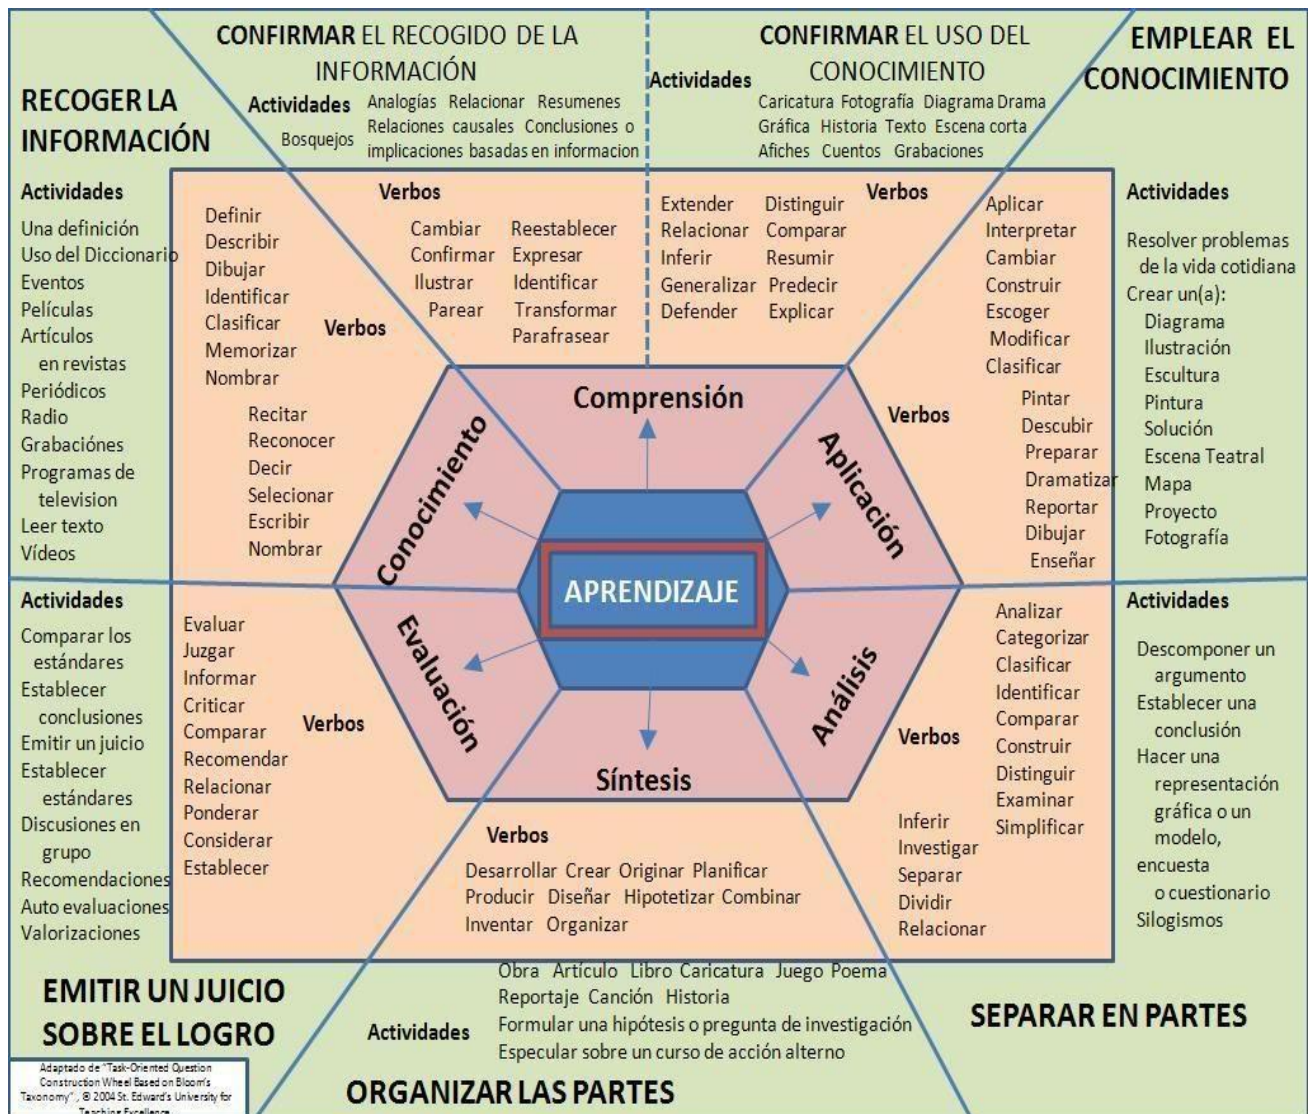 CONFIRMAR EL RECOGIDO DE LA
INFORMACIÓN
Actividades
Bosquejos
Analogías Relacionar Resumenes
Relaciones causales Conclusiones o
implicaciones basadas en informacion
CONFIRMAR EL USO DEL
CONOCIMIENTO
Actividades
Caricatura Fotografía Diagrama Drama
Gráfica Historia Texto Escena corta
Afiches Cuentos Grabaciones
EMPLEAR EL
CONOCIMIENTO
RECOGER LA
INFORMACIÓN
Actividades
Una definición
Uso del Diccionario
Eventos
Películas
Artículos
en revistas
Periódicos
Radio
Grabaciónes
Programas de
television
Leer texto
Vídeos
Definir
Describir
Dibujar
Identificar
Clasificar
Memorizar
Nombrar
Verbos
Recitar
Reconocer
Decir
Selecionar
Escribir
Nombrar
Verbos
Cambiar
Confirmar
Ilustrar
Parear
Reestablecer
Expresar
Identificar
Transformar
Parafrasear
Extender
Relacionar
Inferir
Generalizar
Defender
Distinguir
Comparar
Resumir
Predecir
Explicar
Verbos
Aplicar
Interpretar
Cambiar
Construir
Escoger
Modificar
Clasificar
Verbos
Pintar
Descubir
Preparar
Dramatizar
Reportar
Dibujar
Enseñar
Actividades
Resolver problemas
de la vida cotidiana
Crear un(a):
Diagrama
Ilustración
Escultura
Pintura
Solución
Escena Teatral
Mapa
Proyecto
Fotografía
Comprensión
Conocimiento
Aplicación
APRENDIZAJE
Evaluación
Análisis
Síntesis
Actividades
Comparar los
estándares
Establecer
conclusiones
Emitir un juicio
Establecer
estándares
Discusiones en
grupo
Recomendaciones
Auto evaluaciones
Valorizaciones
Evaluar
Juzgar
Informar
Criticar
Comparar
Recomendar
Relacionar
Ponderar
Considerar
Establecer
Verbos
Verbos
Desarrollar Crear Originar Planificar
Producir Diseñar Hipotetizar Combinar
Inventar Organizar
Verbos
Analizar
Categorizar
Clasificar
Identificar
Comparar
Construir
Distinguir
Examinar
Simplificar
Inferir
Investigar
Separar
Dividir
Relacionar
Actividades
Descomponer un
argumento
Establecer una
conclusión
Hacer una
representación
gráfica o un
modelo,
encuesta
o cuestionario
Silogismos
EMITIR UN JUICIO
SOBRE EL LOGRO
Actividades
Obra Artículo Libro Caricatura Juego Poema
Reportaje Canción Historia
Formular una hipótesis o pregunta de investigación
Especular sobre un curso de acción alterno
SEPARAR EN PARTES
ORGANIZAR LAS PARTES
Adaptado de "Task-Oriented Question
Construction Wheel Based on Bloom's
Taxonomy", © 2004 St. Edward's University for
Teaching Excellence